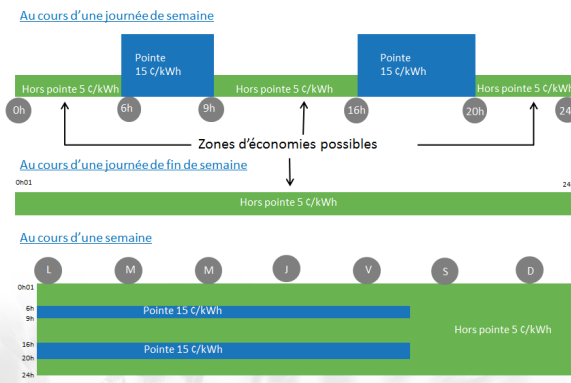 Au cours d'une journée de semaine
Pointe
15 ₵/kWh
Pointe
15 ₵/kWh
Hors pointe 5 ₵/kWh
Hors pointe 5 ₵/kWh
Hors pointe 5 ₵/kWh
0h
6h
9h
16h
20h
24h
Zones d'économies possibles
Au cours d'une journée de fin de semaine
0h01
24
Hors pointe 5 ₵/kWh
Au cours d'une semaine
L
M
M
J
V
S
D
0h01
6h
9h
Pointe 15 ₵/kWh
Hors pointe 5 ₵/kWh
16h
20h
Pointe 15 ₵/kWh
24h